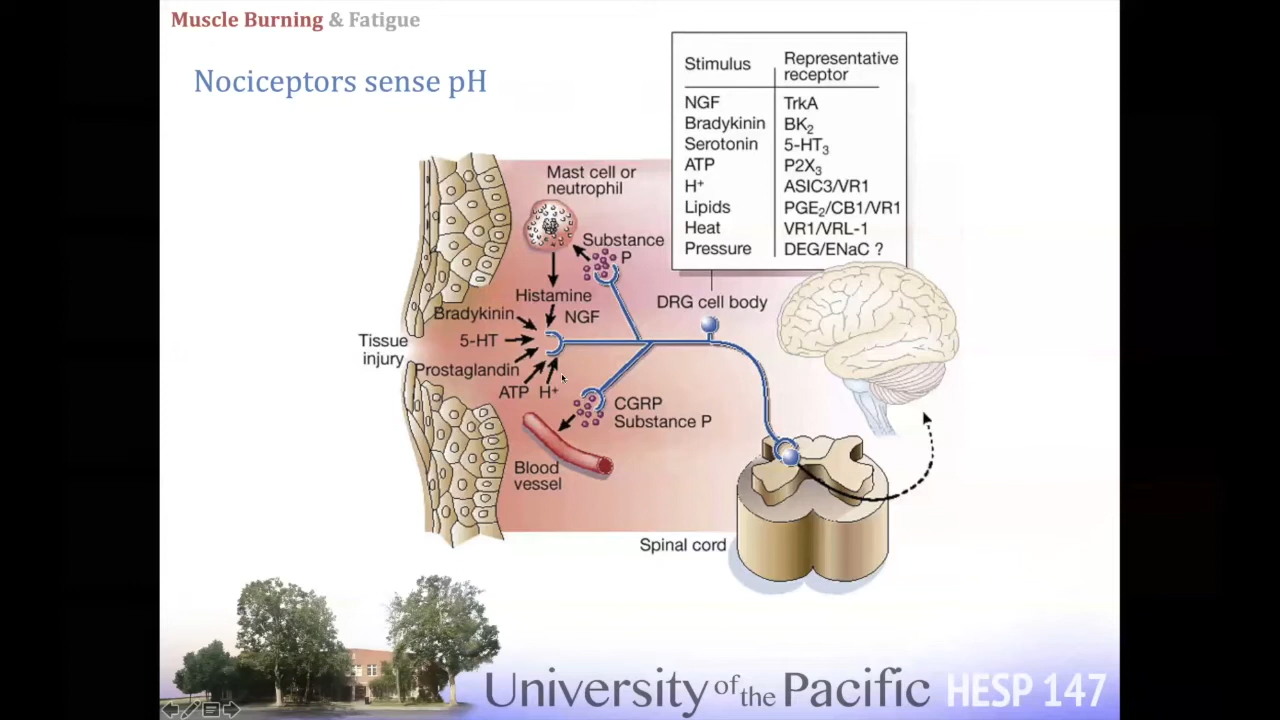 Muscle Burning & Fatigue
Nociceptors sense pH
Stimulus
Representative
receptor
NGF TrkA
Bradykinin BK₂
Serotonin 5-HT₃
ATP P2X₃
H⁺ ASIC3/VR1
Lipids PGE₂/CB1/VR1
Heat VR1/VRL-1
Pressure DEG/ENaC ?
Mast cell or
neutrophil
Substance
P
Histamine
NGF
Bradykinin
5-HT
Prostaglandin
ATP H⁺
Tissue
injury
DRG cell body
CGRP
Substance P
Blood
vessel
Spinal cord
University of the Pacific HESP 147